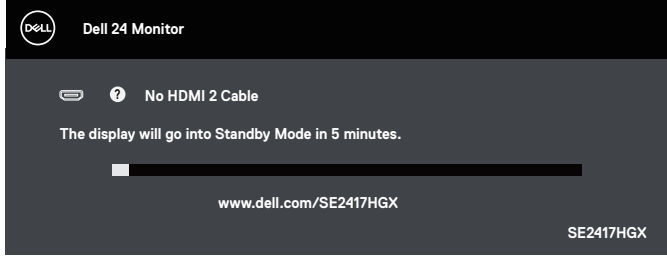 DELL
Dell 24 Monitor
? No HDMI 2 Cable
The display will go into Standby Mode in 5 minutes.
www.dell.com/SE2417HGX
SE2417HGX